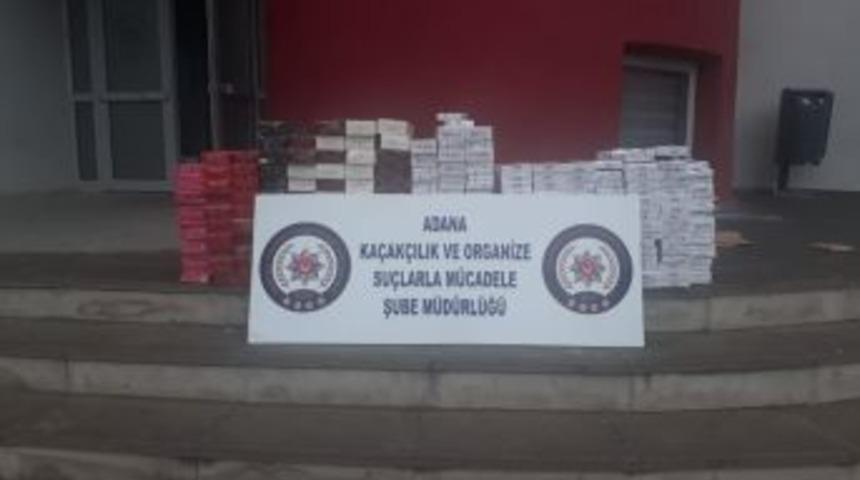 ADANA
KAÇAKÇILIK VE ORGANİZE
SUÇLARLA MÜCADELE
ŞUBE MÜDÜRLÜĞÜ